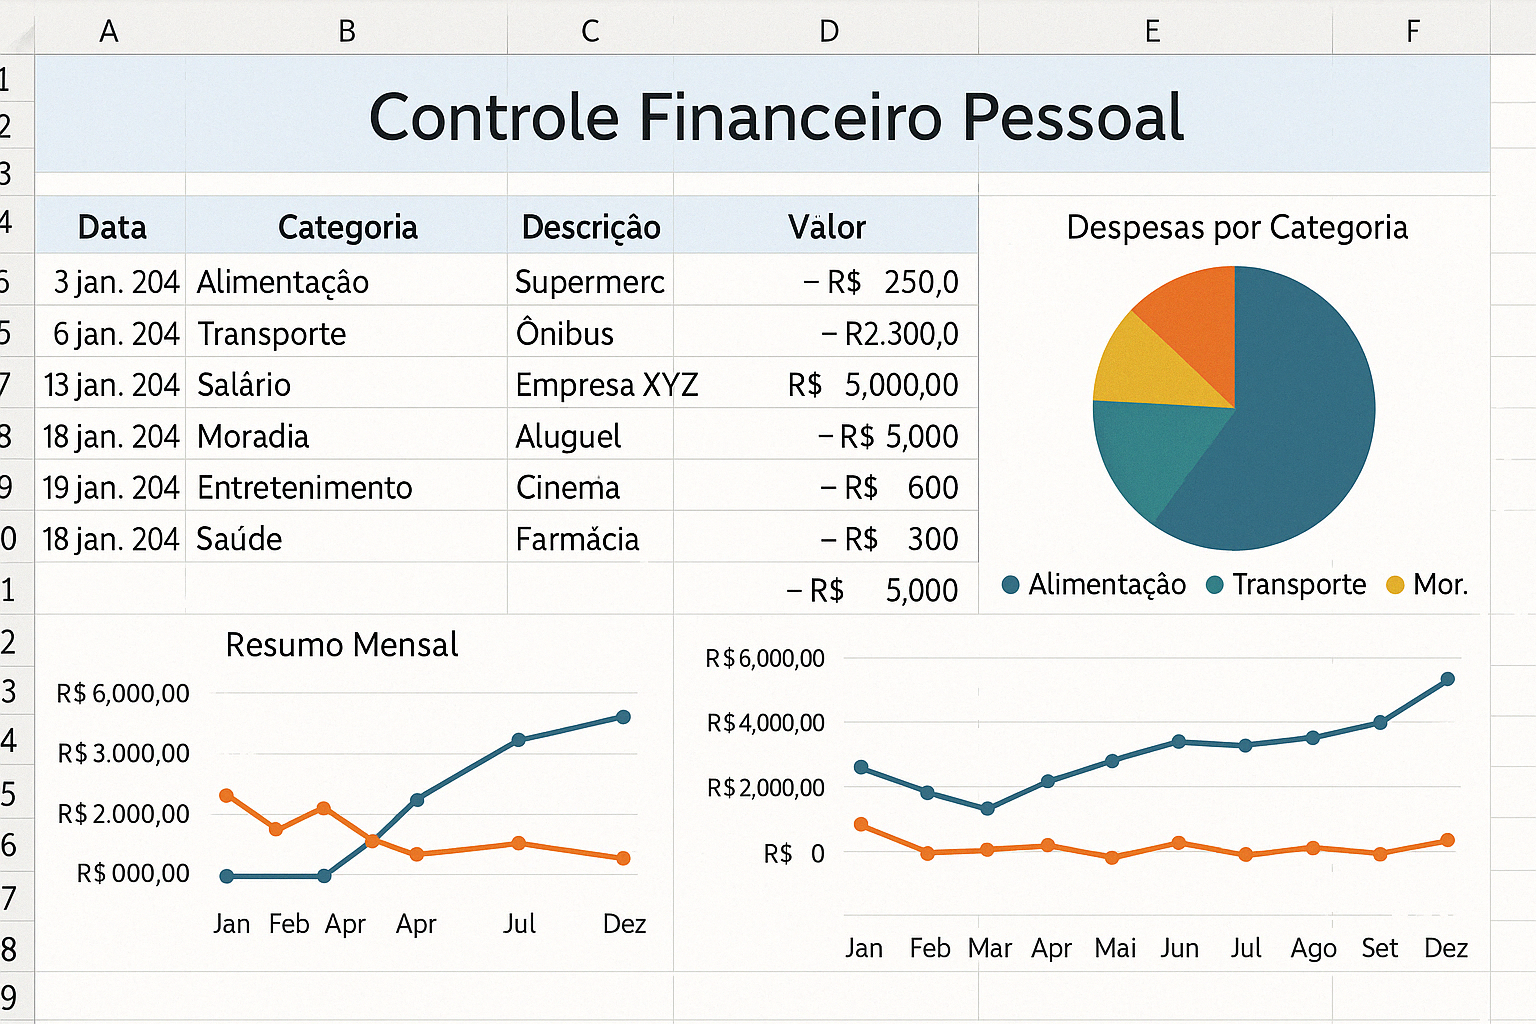 A B C D E F
1
2
3
Controle Financeiro Pessoal
4 Data Categoria Descriçâo Valor
6 3 jan. 204 Alimentaçâo Supermerc – R$ 250,0
5 6 jan. 204 Transporte Ônibus – R2.300,0
7 13 jan. 204 Salârio Empresa XYZ R$ 5,000,00
8 18 jan. 204 Moradia Aluguel – R$ 5,000
9 19 jan. 204 Entretenimento Cinema – R$ 600
0 18 jan. 204 Saúde Farmácia – R$ 300
1 – R$ 5,000
Despesas por Categoria
Alimentaçâo Transporte Mor.
2
3
4
5
6
7
8
9
Resumo Mensal
R$ 6,000,00
R$ 3.000,00
R$ 2.000,00
R$ 000,00
Jan Feb Apr Apr Jul Dez
R$6,000,00
R$4,000,00
R$2,000,00
R$ 0
Jan Feb Mar Apr Mai Jun Jul Ago Set Dez